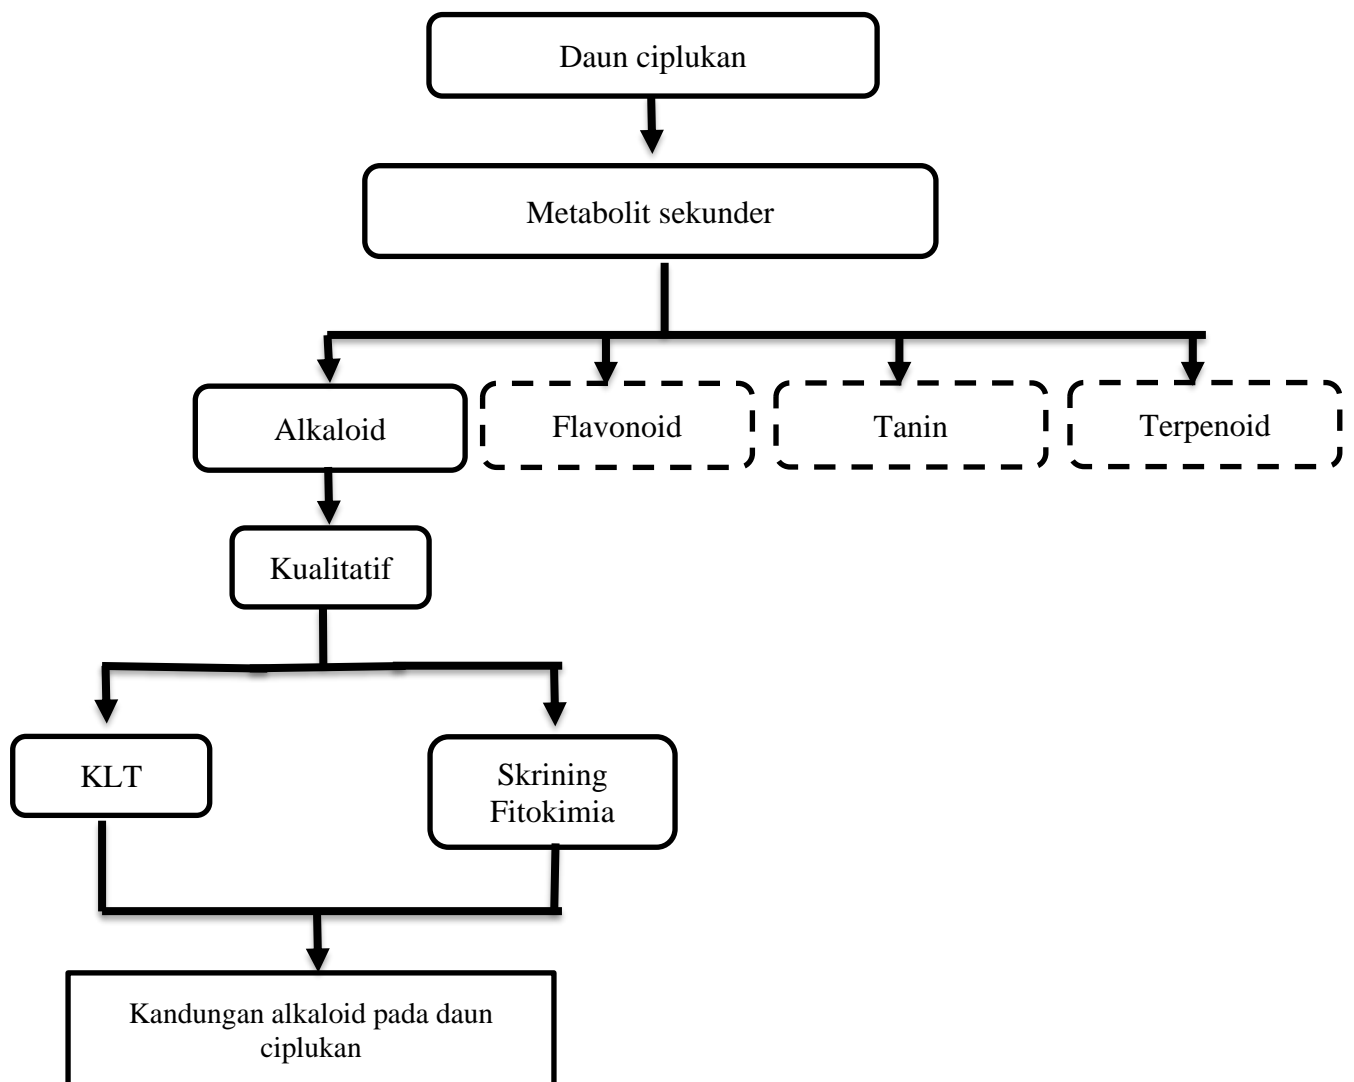 Daun ciplukan
Metabolit sekunder
Alkaloid
Flavonoid
Tanin
Terpenoid
Kualitatif
KLT
Skrining
Fitokimia
Kandungan alkaloid pada daun
ciplukan